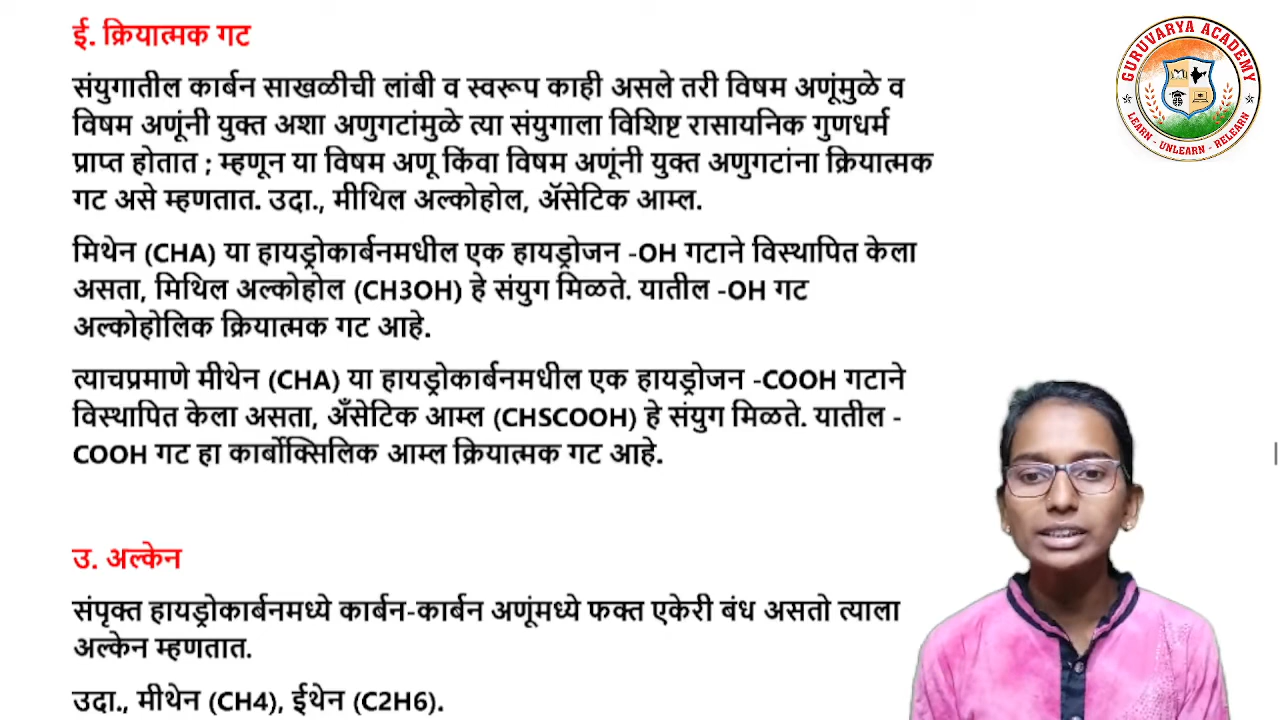 ई. क्रियात्मक गट
संयुगातील कार्बन साखळीची लांबी व स्वरूप काही असले तरी विषम अणूंमुळे व
विषम अणूंनी युक्त अशा अणुगटांमुळे त्या संयुगाला विशिष्ट रासायनिक गुणधर्म
प्राप्त होतात ; म्हणून या विषम अणू किंवा विषम अणूंनी युक्त अणुगटांना क्रियात्मक
गट असे म्हणतात. उदा., मीथिल अल्कोहोल, ॲसेटिक आम्ल.
मिथेन (CHA) या हायड्रोकार्बनमधील एक हायड्रोजन -OH गटाने विस्थापित केला
असता, मिथिल अल्कोहोल (CH3OH) हे संयुग मिळते. यातील -OH गट
अल्कोहोलिक क्रियात्मक गट आहे.
त्याचप्रमाणे मीथेन (CHA) या हायड्रोकार्बनमधील एक हायड्रोजन -COOH गटाने
विस्थापित केला असता, अँसेटिक आम्ल (CHSCOOH) हे संयुग मिळते. यातील -
COOH गट हा कार्बोक्सिलिक आम्ल क्रियात्मक गट आहे.
उ. अल्केन
संपृक्त हायड्रोकार्बनमध्ये कार्बन-कार्बन अणूंमध्ये फक्त एकेरी बंध असतो त्याला
अल्केन म्हणतात.
उदा., मीथेन (CH4), ईथेन (C2H6).
GURUVARYA ACADEMY
LEARN - UNLEARN - RELEARN